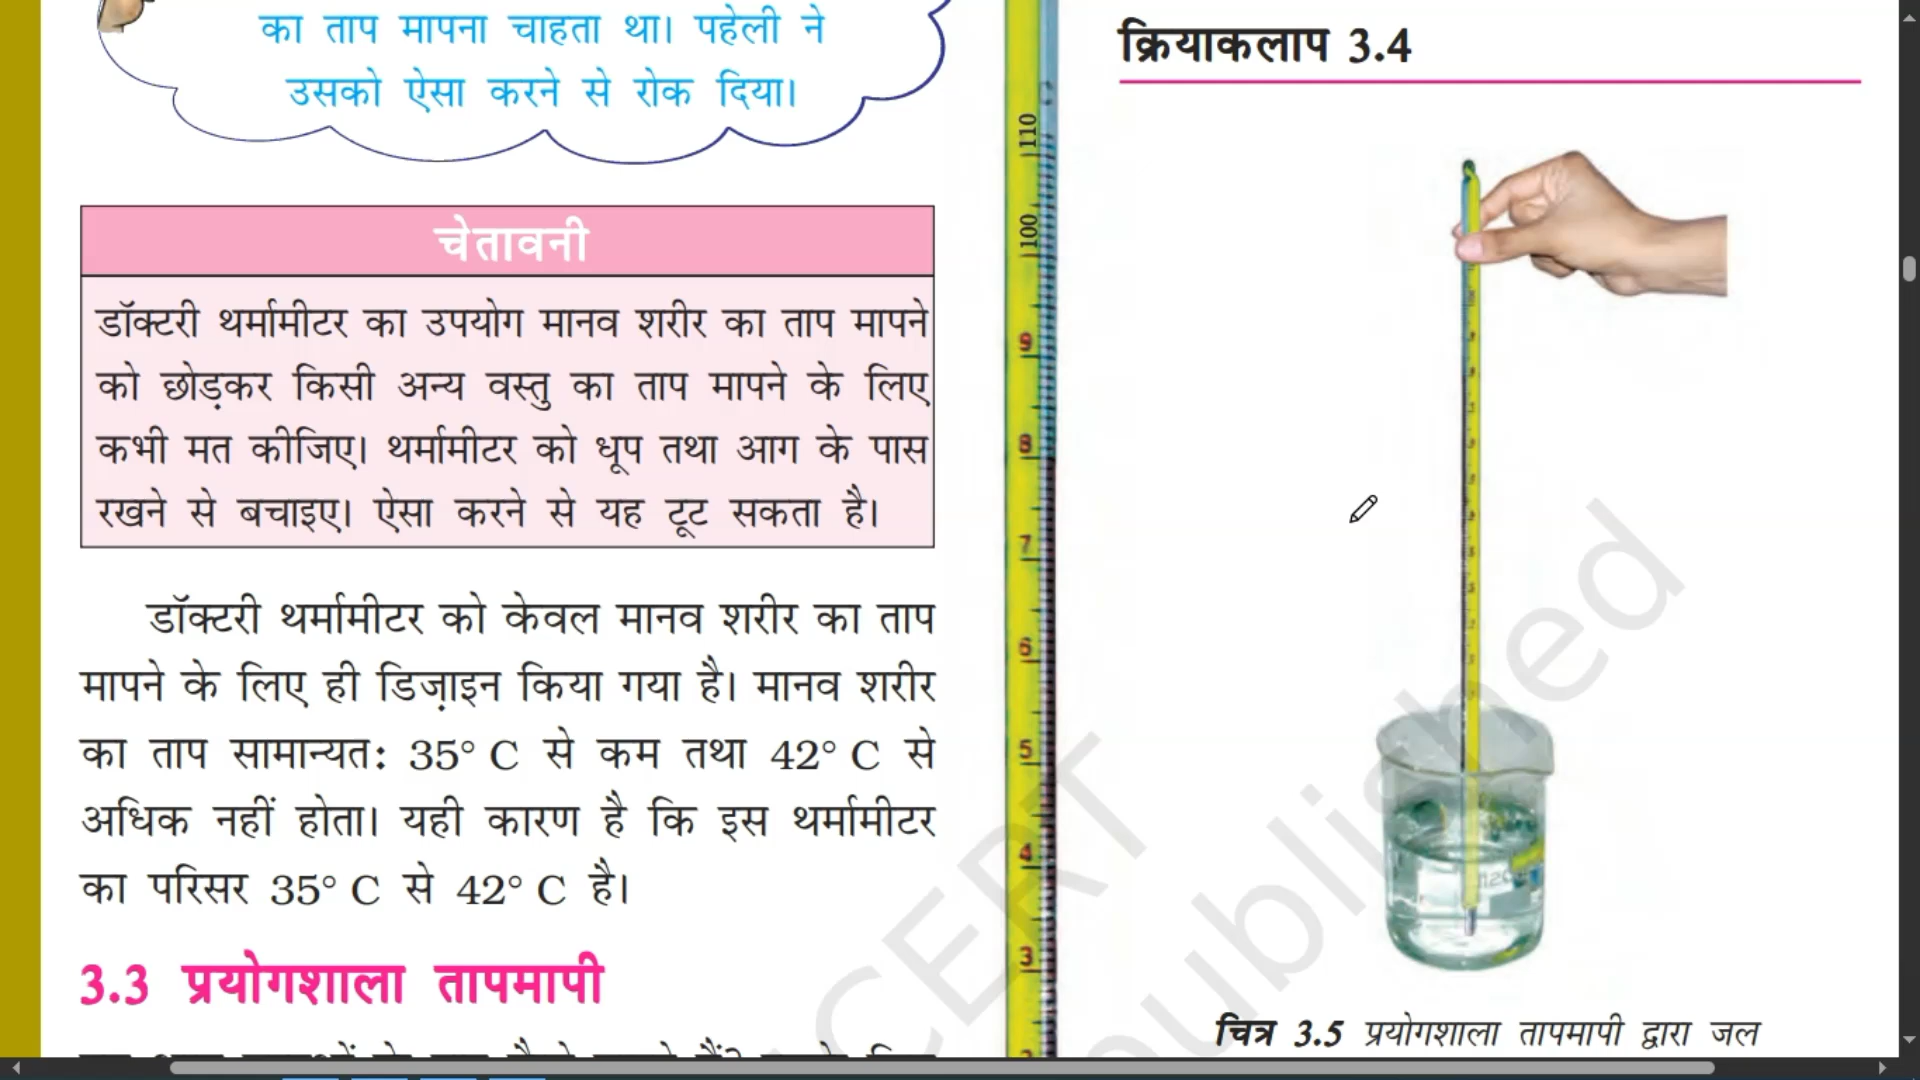 का ताप मापना चाहता था। पहेली ने
उसको ऐसा करने से रोक दिया।
चेतावनी
डॉक्टरी थर्मामीटर का उपयोग मानव शरीर का ताप मापने
को छोड़कर किसी अन्य वस्तु का ताप मापने के लिए
कभी मत कीजिए। थर्मामीटर को धूप तथा आग के पास
रखने से बचाइए। ऐसा करने से यह टूट सकता है।
डॉक्टरी थर्मामीटर को केवल मानव शरीर का ताप
मापने के लिए ही डिज़ाइन किया गया है। मानव शरीर
का ताप सामान्यतः 35° C से कम तथा 42° C से
अधिक नहीं होता। यही कारण है कि इस थर्मामीटर
का परिसर 35° C से 42° C है।
3.3 प्रयोगशाला तापमापी
110
100
9
8
7
6
5
4
3
क्रियाकलाप 3.4
चित्र 3.5 प्रयोगशाला तापमापी द्वारा जल